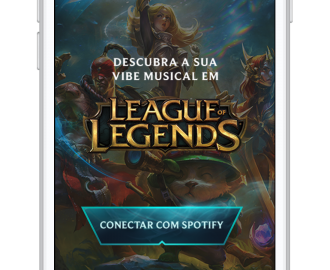 DESCUBRA A SUA
VIBE MUSICAL EM
LEAGUE OF
LEGENDS
CONECTAR COM SPOTIFY